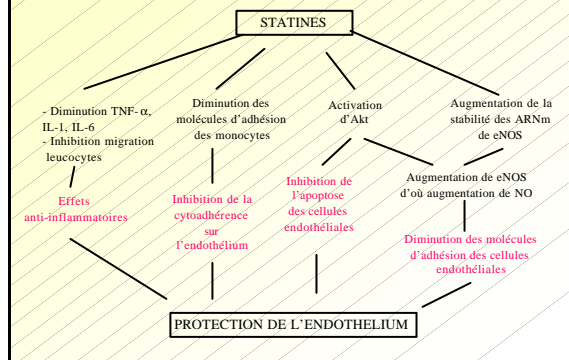 STATINES
- Diminution TNF- α,
IL-1, IL-6
- Inhibition migration
leucocytes
Diminution des
molécules d'adhésion
des monocytes
Activation
d'Akt
Augmentation de la
stabilité des ARNm
de eNOS
Effets
anti-inflammatoires
Inhibition de la
cytoadhérence
sur
l'endothélium
Inhibition de
l'apoptose
des cellules
endothéliales
Augmentation de eNOS
d'où augmentation de NO
Diminution des molécules
d'adhésion des cellules
endothéliales
PROTECTION DE L'ENDOTHELIUM